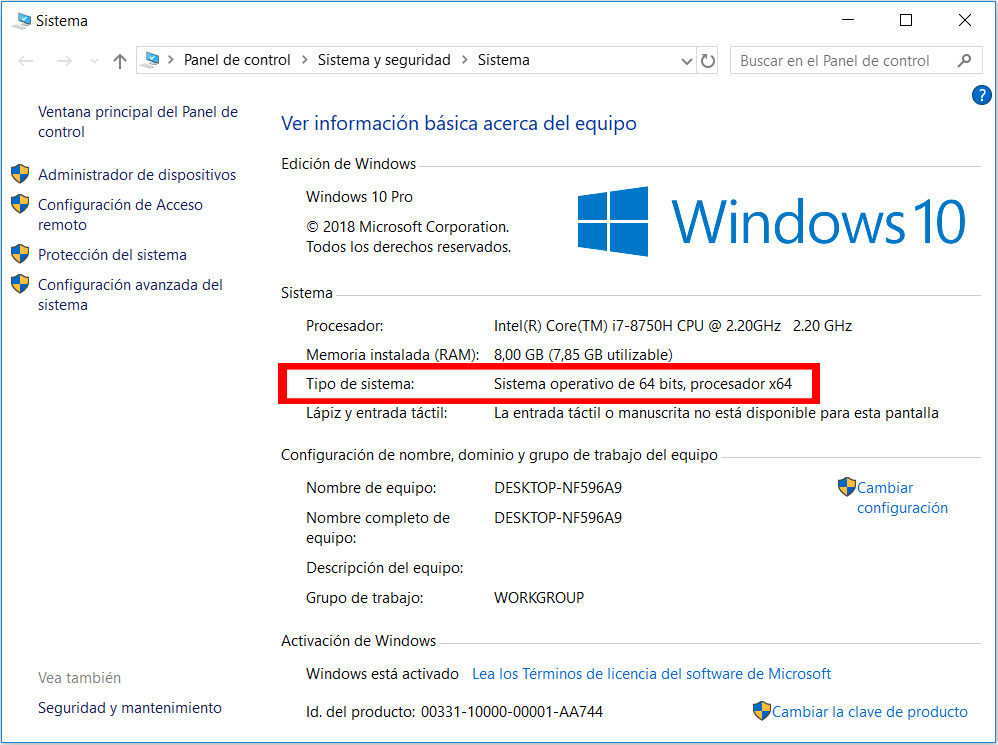 Sistema
Panel de control > Sistema y seguridad > Sistema
Buscar en el Panel de control
?
Ventana principal del Panel de
control
Administrador de dispositivos
Configuración de Acceso
remoto
Protección del sistema
Configuración avanzada del
sistema
Vea también
Seguridad y mantenimiento
Ver información básica acerca del equipo
Edición de Windows
Windows 10 Pro
© 2018 Microsoft Corporation.
Todos los derechos reservados.
Windows 10
Sistema
Procesador: Intel(R) Core(TM) i7-8750H CPU @ 2.20GHz 2.20 GHz
Memoria instalada (RAM): 8,00 GB (7,85 GB utilizable)
Tipo de sistema: Sistema operativo de 64 bits, procesador x64
Lápiz y entrada táctil: La entrada táctil o manuscrita no está disponible para esta pantalla
Configuración de nombre, dominio y grupo de trabajo del equipo
Nombre de equipo: DESKTOP-NF596A9
Cambiar
configuración
Nombre completo de
equipo: DESKTOP-NF596A9
Descripción del equipo:
Grupo de trabajo: WORKGROUP
Activación de Windows
Windows está activado Lea los Términos de licencia del software de Microsoft
Id. del producto: 00331-10000-00001-AA744
Cambiar la clave de producto